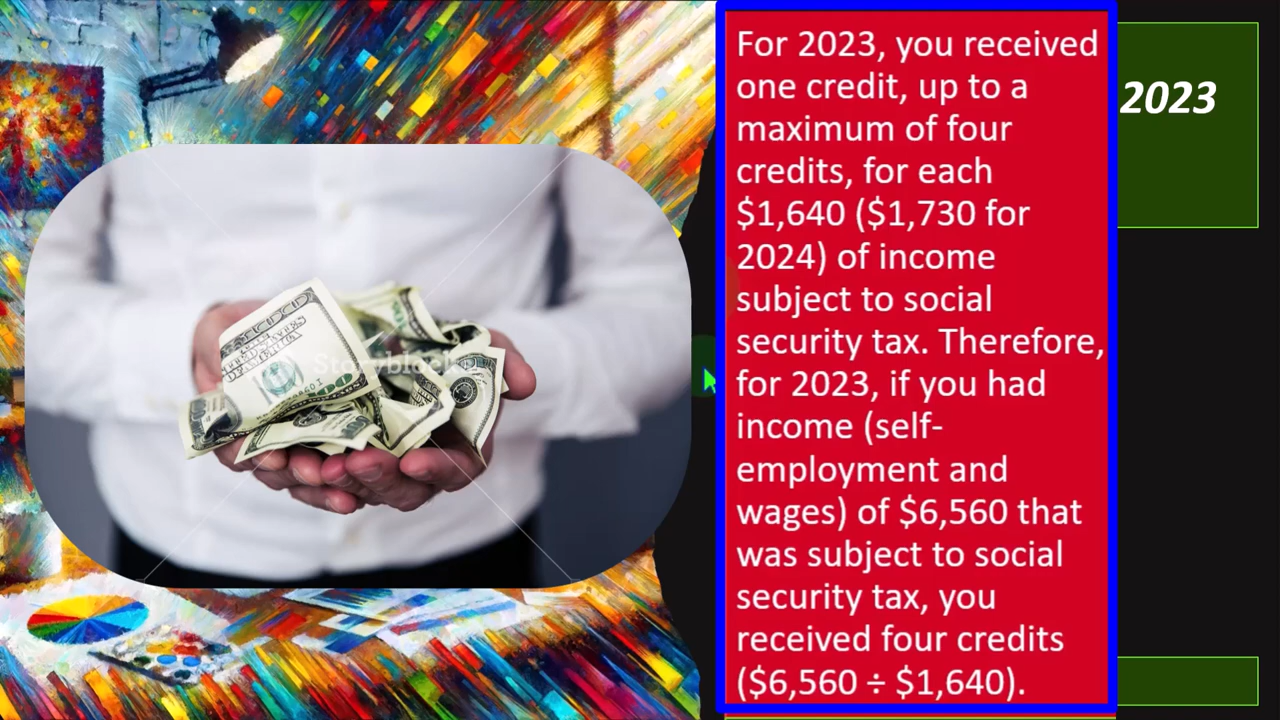 For 2023, you received
one credit, up to a
maximum of four
credits, for each
$1,640 ($1,730 for
2024) of income
subject to social
security tax. Therefore,
for 2023, if you had
income (self-
employment and
wages) of $6,560 that
was subject to social
security tax, you
received four credits
($6,560 ÷ $1,640).
2023